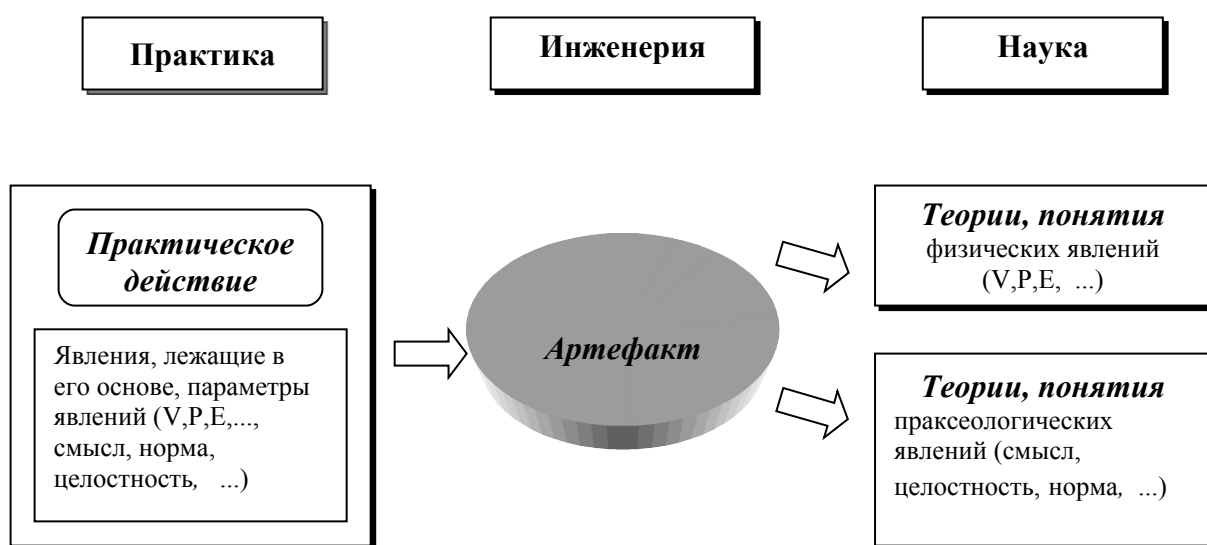 Практика
Инженерия
Наука
Практическое
действие
Явления, лежащие в
его основе, параметры
явлений (V,P,E,...,
смысл, норма,
целостность, ...)
Артефакт
Теории, понятия
физических явлений
(V,P,E, ...)
Теории, понятия
праксеологических
явлений (смысл,
целостность, норма, ...)